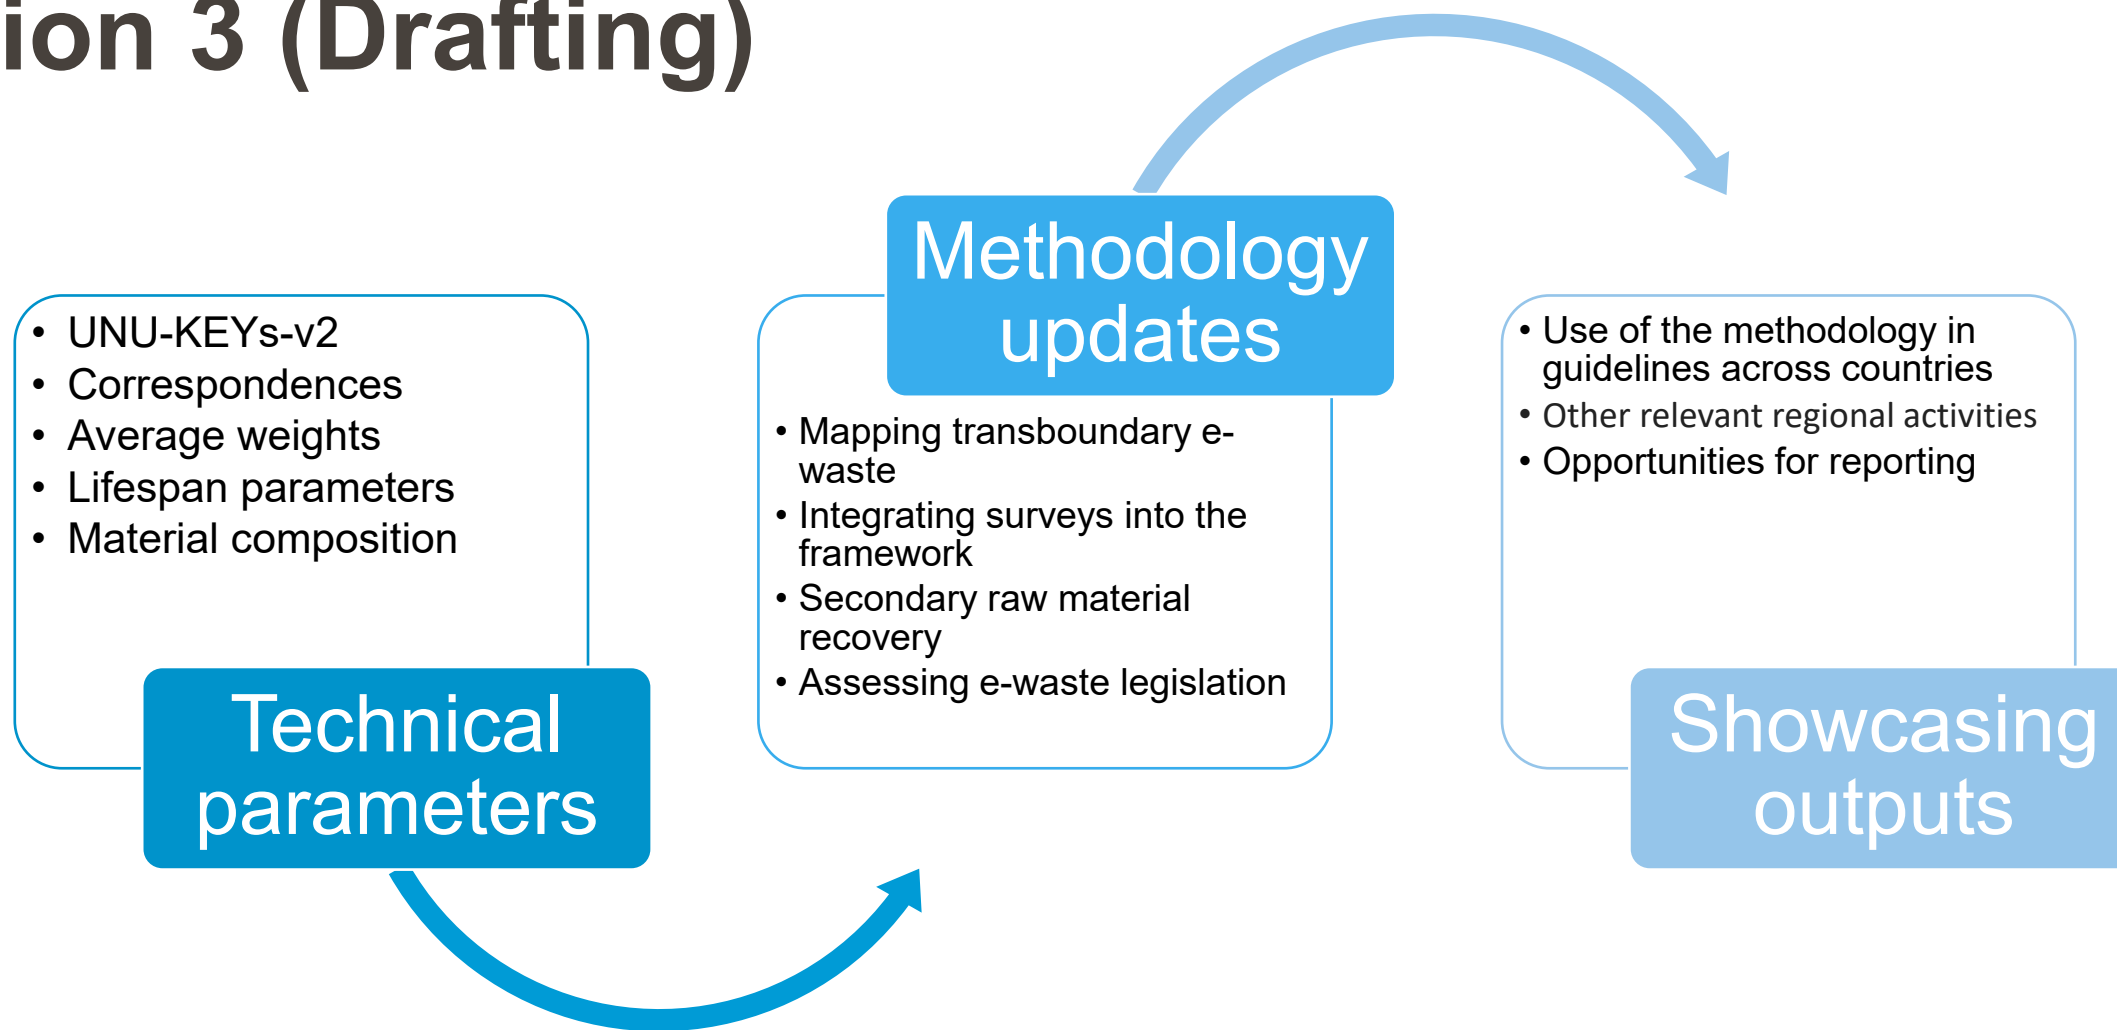 ion 3 (Drafting)
• UNU-KEYs-v2
• Correspondences
• Average weights
• Lifespan parameters
• Material composition
Technical
parameters
Methodology
updates
• Mapping transboundary e-
waste
• Integrating surveys into the
framework
• Secondary raw material
recovery
• Assessing e-waste legislation
• Use of the methodology in
guidelines across countries
• Other relevant regional activities
• Opportunities for reporting
Showcasing
outputs